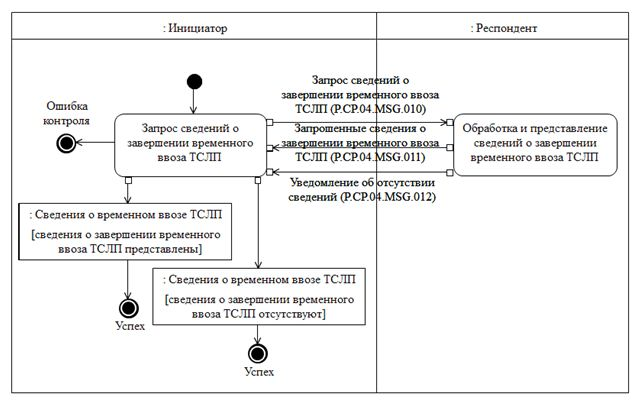 : Инициатор
: Респондент
Запрос сведений о
завершении временного ввоза
ТСЛП (P.CP.04.MSG.010)
Ошибка
контроля
Запрос сведений о
завершении временного
ввоза ТСЛП
Запрошенные сведения о
завершении временного ввоза
ТСЛП (P.CP.04.MSG.011)
Обработка и представление
сведений о завершении
временного ввоза ТСЛП
Уведомление об отсутствии
сведений (P.CP.04.MSG.012)
: Сведения о временном ввозе ТСЛП
[сведения о завершении временного
ввоза ТСЛП представлены]
: Сведения о временном ввозе ТСЛП
[сведения о завершении временного
ввоза ТСЛП отсутствуют]
Успех
Успех